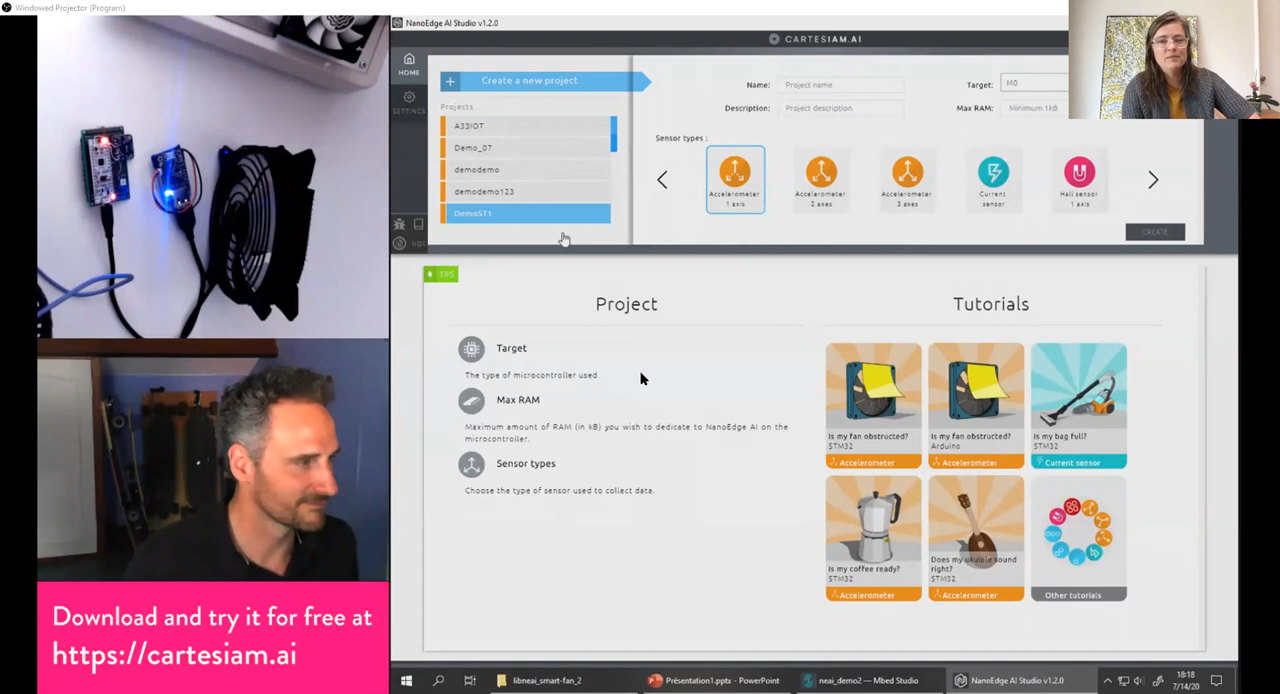 Windowed Projector (Program)
NanoEdge AI Studio v1.2.0
CARTESIAM.AI
HOME
SETTINGS
Create a new project
Projects
A33IOT
Demo_07
demodemo
demodemo123
DemoST1
Name:
Project name
Target:
M0
Description:
Project description
Max RAM:
Minimum 1kB
Sensor types :
Accelerometer
1 axis
Accelerometer
2 axes
Accelerometer
3 axes
Current
sensor
Hall sensor
1 axis
CREATE
TIPS
Project
Target
The type of microcontroller used.
Max RAM
Maximum amount of RAM (in kB) you wish to dedicate to NanoEdge AI on the
microcontroller.
Sensor types
Choose the type of sensor used to collect data.
Tutorials
Is my fan obstructed?
STM32
Accelerometer
Is my fan obstructed?
Arduino
Accelerometer
Is my bag full?
STM32
Current sensor
Is my coffee ready?
STM32
Accelerometer
Does my ukulele sound
right?
STM32
Accelerometer
Other tutorials
Download and try it for free at
https://cartesiam.ai
libneai_smart-fan_2
Présentation1.pptx - PowerPoint
neai_demo2 — Mbed Studio
NanoEdge AI Studio v1.2.0
18:18
7/14/20